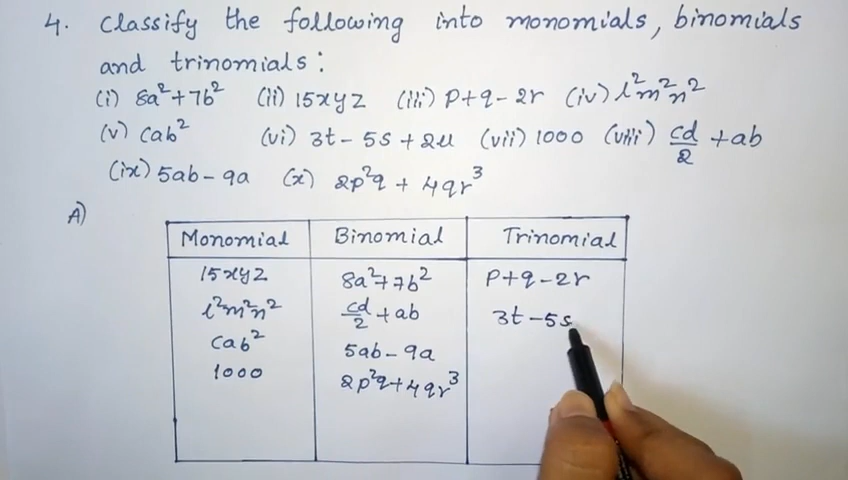 4. Classify the following into monomials, binomials
and trinomials:
(i) 8a²+7b² (ii) 15xyz (iii) p+q-2r (iv) l²m²n²
(v) cab² (vi) 3t-5s+2u (vii) 1000 (viii) cd/2 +ab
(ix) 5ab-9a (x) 2p²q + 4qr³
A)
Monomial Binomial Trinomial
15xyz 8a²+7b² p+q-2r
l²m²n² cd/2 +ab 3t-5s
cab² 5ab-9a
1000 2p²q+4qr³